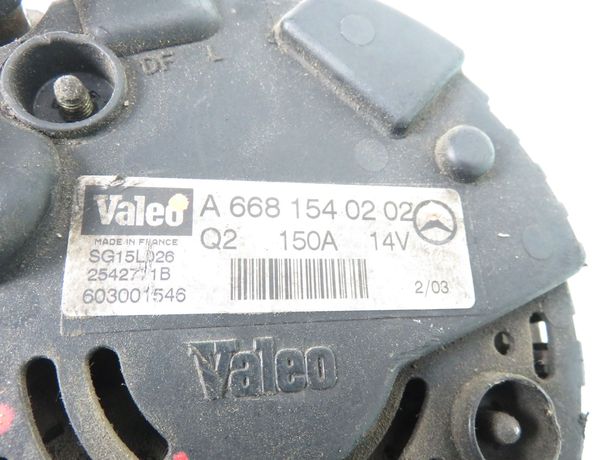 DF L
Valeo A 668 154 02 02
MADE IN FRANCE Q2 150A 14V
SG15L026
2542771B
603001546
2/03
Valeo